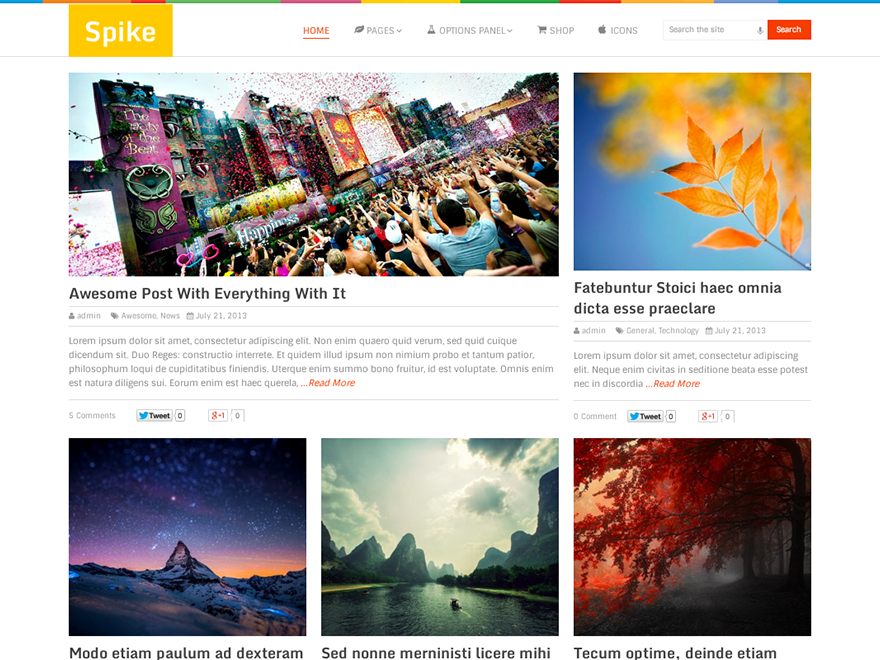 Spike
HOME
PAGES
OPTIONS PANEL
SHOP
ICONS
Search the site
Search
The
of the
Beat
Happiness
Awesome Post With Everything With It
admin Awesome, News July 21, 2013
Lorem ipsum dolor sit amet, consectetur adipiscing elit. Non enim quaero quid verum, sed quid cuique
dicendum sit. Duo Reges: constructio interrete. Et quidem illud ipsum non nimium probo et tantum patior,
philosophum loqui de cupiditatibus finiendis. Uterque enim summo bono fruitur, id est voluptate. Omnis enim
est natura diligens sui. Eorum enim est haec querela, ...Read More
5 Comments Tweet 0 g+1 0
Fatebuntur Stoici haec omnia
dicta esse praeclare
admin General, Technology July 21, 2013
Lorem ipsum dolor sit amet, consectetur adipiscing
elit. Neque enim civitas in seditione beata esse potest
nec in discordia ...Read More
0 Comment Tweet 0 g+1 0
Modo etiam paulum ad dexteram
Sed nonne merninisti licere mihi
Tecum optime, deinde etiam